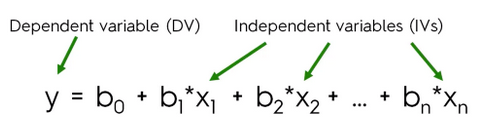 Dependent variable (DV) Independent variables (IVs)
y = b₀ + b₁*x₁ + b₂*x₂ + ... + bₙ*xₙ